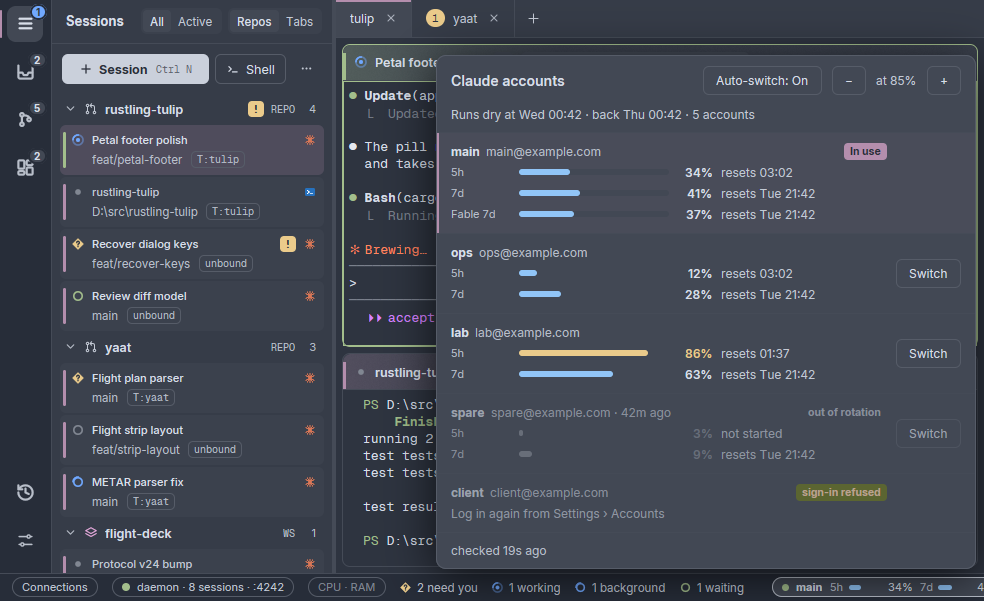 1
2
5
2
Sessions All Active Repos Tabs
+ Session Ctrl N Shell ...
rustling-tulip ! REPO 4
Petal footer polish
feat/petal-footer T:tulip
rustling-tulip
D:\src\rustling-tulip T:tulip
Recover dialog keys !
feat/recover-keys unbound
Review diff model
main unbound
yaat REPO 3
Flight plan parser
main T:yaat
Flight strip layout
feat/strip-layout unbound
METAR parser fix
main T:yaat
flight-deck WS 1
Protocol v24 bump
tulip × 1 yaat × +
Petal foote
Update(ap
L Update
The pill
and takes
Bash(carg
L Runnin
Brewing…
>
accept
rustling-tu
PS D:\src\
Finis
running 2
test tests
test tests
test resul
PS D:\src\
Claude accounts Auto-switch: On − at 85% +
Runs dry at Wed 00:42 · back Thu 00:42 · 5 accounts
main main@example.com In use
5h 34% resets 03:02
7d 41% resets Tue 21:42
Fable 7d 37% resets Tue 21:42
ops ops@example.com
5h 12% resets 03:02
7d 28% resets Tue 21:42
Switch
lab lab@example.com
5h 86% resets 01:37
7d 63% resets Tue 21:42
Switch
spare spare@example.com · 42m ago out of rotation
5h 3% not started
7d 9% resets Tue 21:42
Switch
client client@example.com sign-in refused
Log in again from Settings › Accounts
checked 19s ago
Connections daemon · 8 sessions · :4242 CPU · RAM 2 need you 1 working 1 background 1 waiting main 5h 34% 7d 4